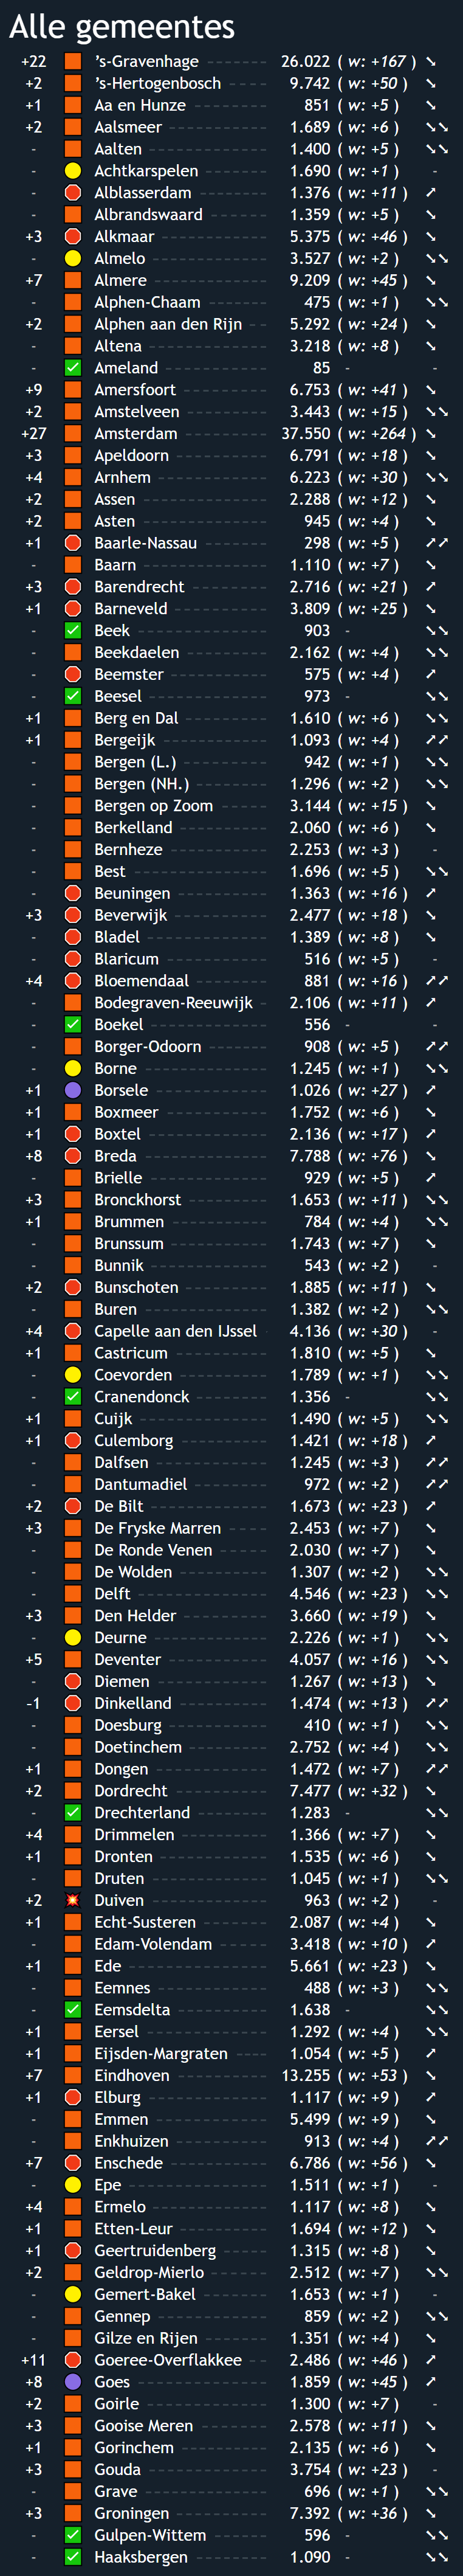 Alle gemeentes
+22 's-Gravenhage 26.022 ( w: +167 ) ↘
+2 's-Hertogenbosch 9.742 ( w: +50 ) ↘
+1 Aa en Hunze 851 ( w: +5 ) ↘
+2 Aalsmeer 1.689 ( w: +6 ) ↘↘
- Aalten 1.400 ( w: +5 ) ↘↘
- Achtkarspelen 1.690 ( w: +1 ) -
- Alblasserdam 1.376 ( w: +11 ) ↗
- Albrandswaard 1.359 ( w: +5 ) ↘
+3 Alkmaar 5.375 ( w: +46 ) ↘
- Almelo 3.527 ( w: +2 ) ↘↘
+7 Almere 9.209 ( w: +45 ) ↘
- Alphen-Chaam 475 ( w: +1 ) ↘↘
+2 Alphen aan den Rijn 5.292 ( w: +24 ) ↘
- Altena 3.218 ( w: +8 ) ↘
- Ameland 85 - -
+9 Amersfoort 6.753 ( w: +41 ) ↘
+2 Amstelveen 3.443 ( w: +15 ) ↘↘
+27 Amsterdam 37.550 ( w: +264 ) ↘
+3 Apeldoorn 6.791 ( w: +18 ) ↘
+4 Arnhem 6.223 ( w: +30 ) ↘↘
+2 Assen 2.288 ( w: +12 ) ↘
+2 Asten 945 ( w: +4 ) ↘
+1 Baarle-Nassau 298 ( w: +5 ) ↗↗
- Baarn 1.110 ( w: +7 ) ↘
+3 Barendrecht 2.716 ( w: +21 ) ↗
+1 Barneveld 3.809 ( w: +25 ) ↘
- Beek 903 - ↘↘
- Beekdaelen 2.162 ( w: +4 ) ↘↘
- Beemster 575 ( w: +4 ) ↗
- Beesel 973 - ↘↘
+1 Berg en Dal 1.610 ( w: +6 ) ↘↘
+1 Bergeijk 1.093 ( w: +4 ) ↗↗
- Bergen (L.) 942 ( w: +1 ) ↘↘
- Bergen (NH.) 1.296 ( w: +2 ) ↘↘
- Bergen op Zoom 3.144 ( w: +15 ) ↘
- Berkelland 2.060 ( w: +6 ) ↘
- Bernheze 2.253 ( w: +3 ) -
- Best 1.696 ( w: +5 ) ↘↘
- Beuningen 1.363 ( w: +16 ) ↗
+3 Beverwijk 2.477 ( w: +18 ) ↘
- Bladel 1.389 ( w: +8 ) ↘
- Blaricum 516 ( w: +5 ) -
+4 Bloemendaal 881 ( w: +16 ) ↗↗
- Bodegraven-Reeuwijk 2.106 ( w: +11 ) ↗
- Boekel 556 - -
- Borger-Odoorn 908 ( w: +5 ) ↗↗
- Borne 1.245 ( w: +1 ) ↘↘
+1 Borsele 1.026 ( w: +27 ) ↗
+1 Boxmeer 1.752 ( w: +6 ) ↘
+1 Boxtel 2.136 ( w: +17 ) ↗
+8 Breda 7.788 ( w: +76 ) ↘
- Brielle 929 ( w: +5 ) ↗
+3 Bronckhorst 1.653 ( w: +11 ) ↘↘
+1 Brummen 784 ( w: +4 ) ↘↘
- Brunssum 1.743 ( w: +7 ) ↘
- Bunnik 543 ( w: +2 ) -
+2 Bunschoten 1.885 ( w: +11 ) ↘
- Buren 1.382 ( w: +2 ) ↘↘
+4 Capelle aan den IJssel 4.136 ( w: +30 ) -
+1 Castricum 1.810 ( w: +5 ) ↘
- Coevorden 1.789 ( w: +1 ) ↘↘
- Cranendonck 1.356 - ↘↘
+1 Cuijk 1.490 ( w: +5 ) ↘↘
+1 Culemborg 1.421 ( w: +18 ) ↗
- Dalfsen 1.245 ( w: +3 ) ↗↗
- Dantumadiel 972 ( w: +2 ) ↗↗
+2 De Bilt 1.673 ( w: +23 ) ↗
+3 De Fryske Marren 2.453 ( w: +7 ) ↘
- De Ronde Venen 2.030 ( w: +7 ) ↘
- De Wolden 1.307 ( w: +2 ) ↘↘
- Delft 4.546 ( w: +23 ) ↘↘
+3 Den Helder 3.660 ( w: +19 ) ↘
- Deurne 2.226 ( w: +1 ) ↘↘
+5 Deventer 4.057 ( w: +16 ) ↘↘
- Diemen 1.267 ( w: +13 ) ↘
-1 Dinkelland 1.474 ( w: +13 ) ↗↗
- Doesburg 410 ( w: +1 ) ↘↘
- Doetinchem 2.752 ( w: +4 ) ↘↘
+1 Dongen 1.472 ( w: +7 ) ↗↗
+2 Dordrecht 7.477 ( w: +32 ) ↘
- Drechterland 1.283 - ↘↘
+4 Drimmelen 1.366 ( w: +7 ) ↘
+1 Dronten 1.535 ( w: +6 ) ↘
- Druten 1.045 ( w: +1 ) ↘↘
+2 Duiven 963 ( w: +2 ) -
+1 Echt-Susteren 2.087 ( w: +4 ) ↘
- Edam-Volendam 3.418 ( w: +10 ) ↗
+1 Ede 5.661 ( w: +23 ) ↘
- Eemnes 488 ( w: +3 ) ↘↘
- Eemsdelta 1.638 - ↘↘
+1 Eersel 1.292 ( w: +4 ) ↘↘
+1 Eijsden-Margraten 1.054 ( w: +5 ) ↗
+7 Eindhoven 13.255 ( w: +53 ) ↘
+1 Elburg 1.117 ( w: +9 ) ↗
- Emmen 5.499 ( w: +9 ) ↘
- Enkhuizen 913 ( w: +4 ) ↗↗
+7 Enschede 6.786 ( w: +56 ) ↘
- Epe 1.511 ( w: +1 ) -
+4 Ermelo 1.117 ( w: +8 ) ↘
+1 Etten-Leur 1.694 ( w: +12 ) ↘
+1 Geertruidenberg 1.315 ( w: +8 ) ↘
+2 Geldrop-Mierlo 2.512 ( w: +7 ) ↘↘
- Gemert-Bakel 1.653 ( w: +1 ) -
- Gennep 859 ( w: +2 ) ↘↘
- Gilze en Rijen 1.351 ( w: +4 ) ↘
+11 Goeree-Overflakkee 2.486 ( w: +46 ) ↗
+8 Goes 1.859 ( w: +45 ) ↗
+2 Goirle 1.300 ( w: +7 ) -
+3 Gooise Meren 2.578 ( w: +11 ) ↘
+1 Gorinchem 2.135 ( w: +6 ) ↘
+3 Gouda 3.754 ( w: +23 ) -
- Grave 696 ( w: +1 ) ↘↘
+3 Groningen 7.392 ( w: +36 ) ↘
- Gulpen-Wittem 596 - ↘↘
- Haaksbergen 1.090 - ↘↘